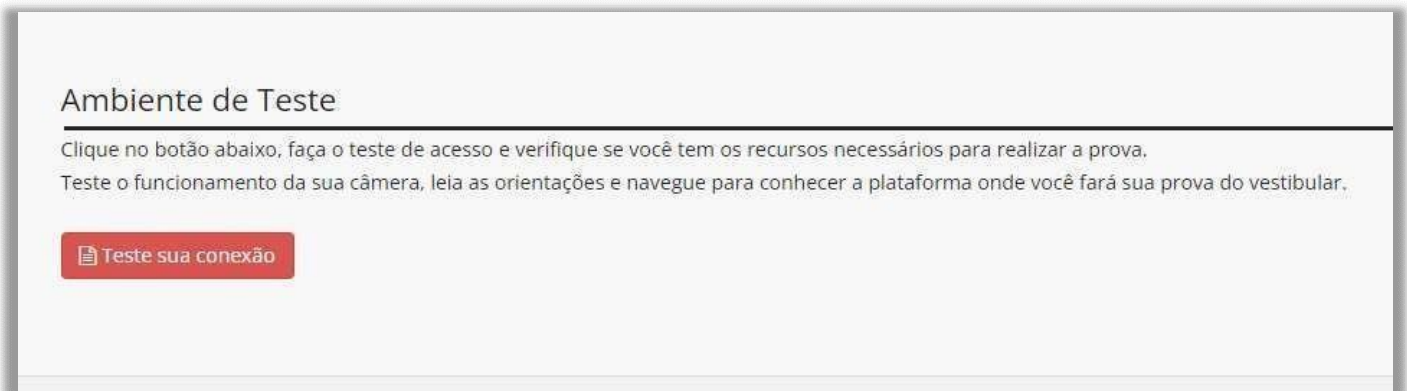 Ambiente de Teste
Clique no botão abaixo, faça o teste de acesso e verifique se você tem os recursos necessários para realizar a prova.
Teste o funcionamento da sua câmera, leia as orientações e navegue para conhecer a plataforma onde você fará sua prova do vestibular.
Teste sua conexão